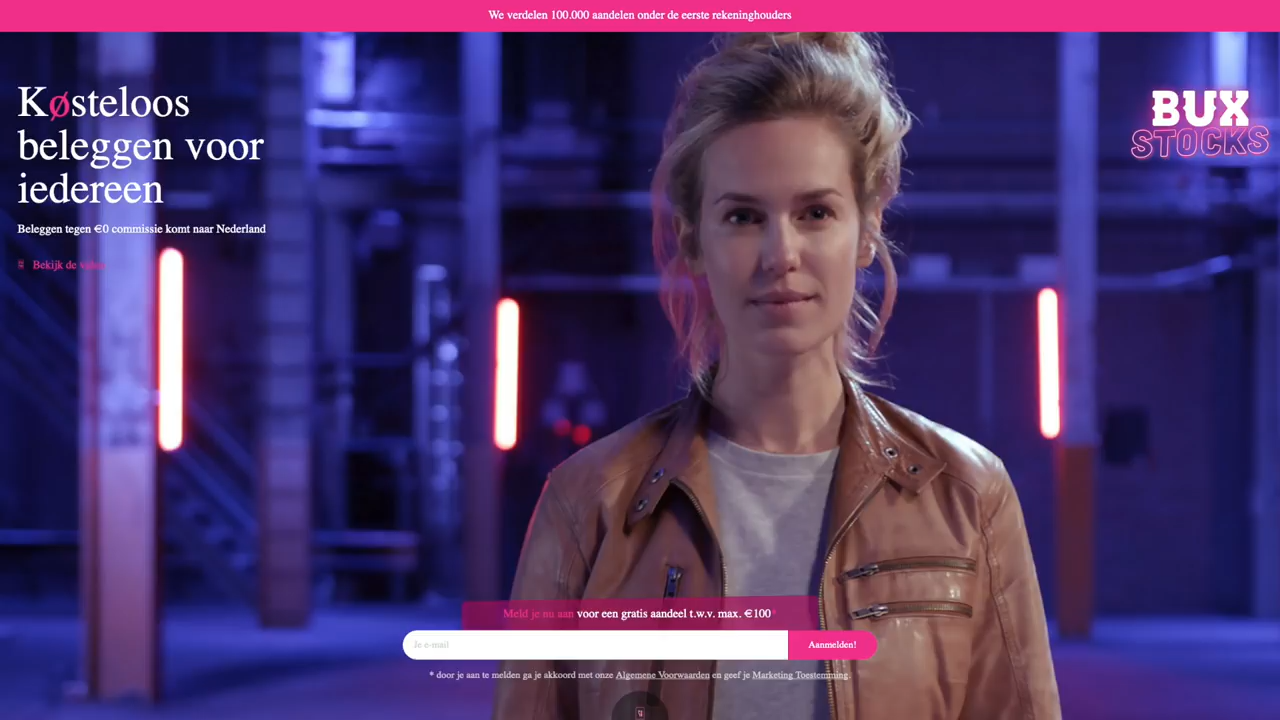 We verdelen 100.000 aandelen onder de eerste rekeninghouders
Køsteloos
beleggen voor
iedereen
Beleggen tegen €0 commissie komt naar Nederland
Bekijk de video
BUX
STOCKS
Meld je nu aan voor een gratis aandeel t.w.v. max. €100*
Je e-mail
Aanmelden!
* door je aan te melden ga je akkoord met onze Algemene Voorwaarden en geef je Marketing Toestemming.